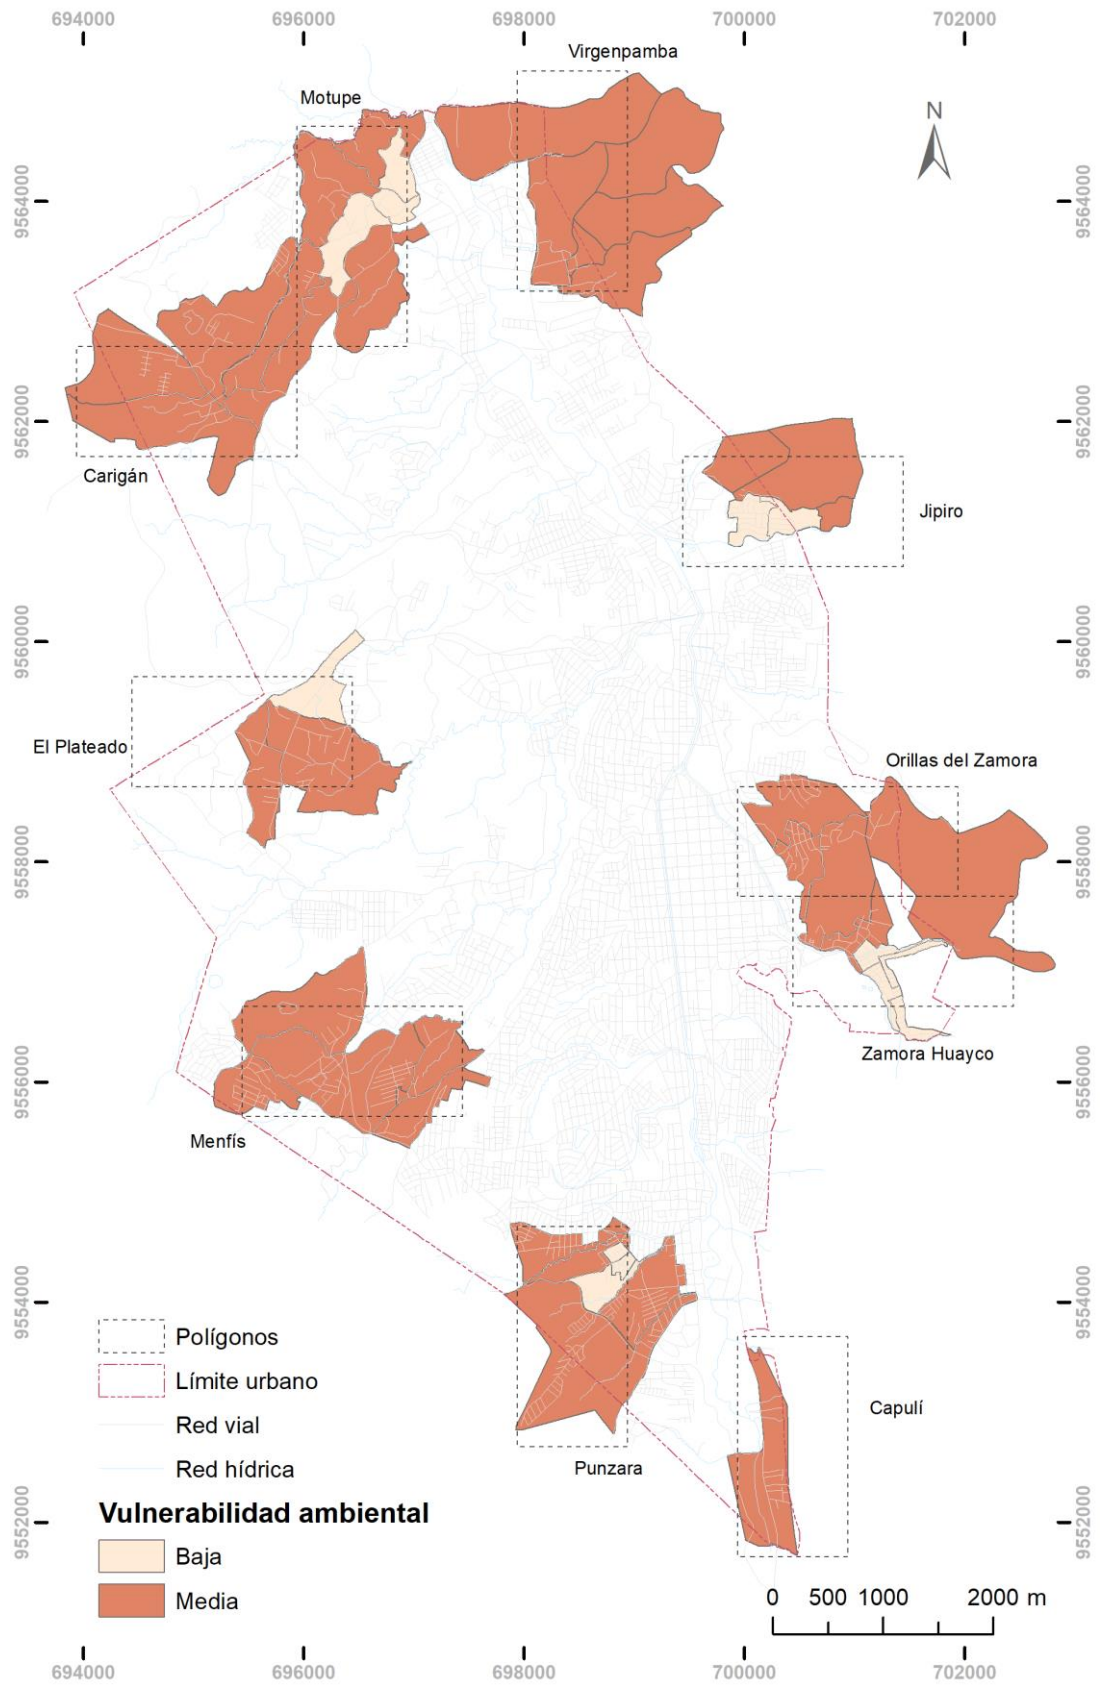 694000 696000 698000 700000 702000
Virgenpamba
Motupe
N
9564000 9564000
9562000 9562000
Carigán
Jipiro
9560000 9560000
El Plateado
Orillas del Zamora
9558000 9558000
Zamora Huayco
9556000 9556000
Menfís
9554000 9554000
Polígonos
Límite urbano
Capulí
Red vial
Punzara
Red hídrica
Vulnerabilidad ambiental
9552000 9552000
Baja
Media
0 500 1000 2000 m
694000 696000 698000 700000 702000